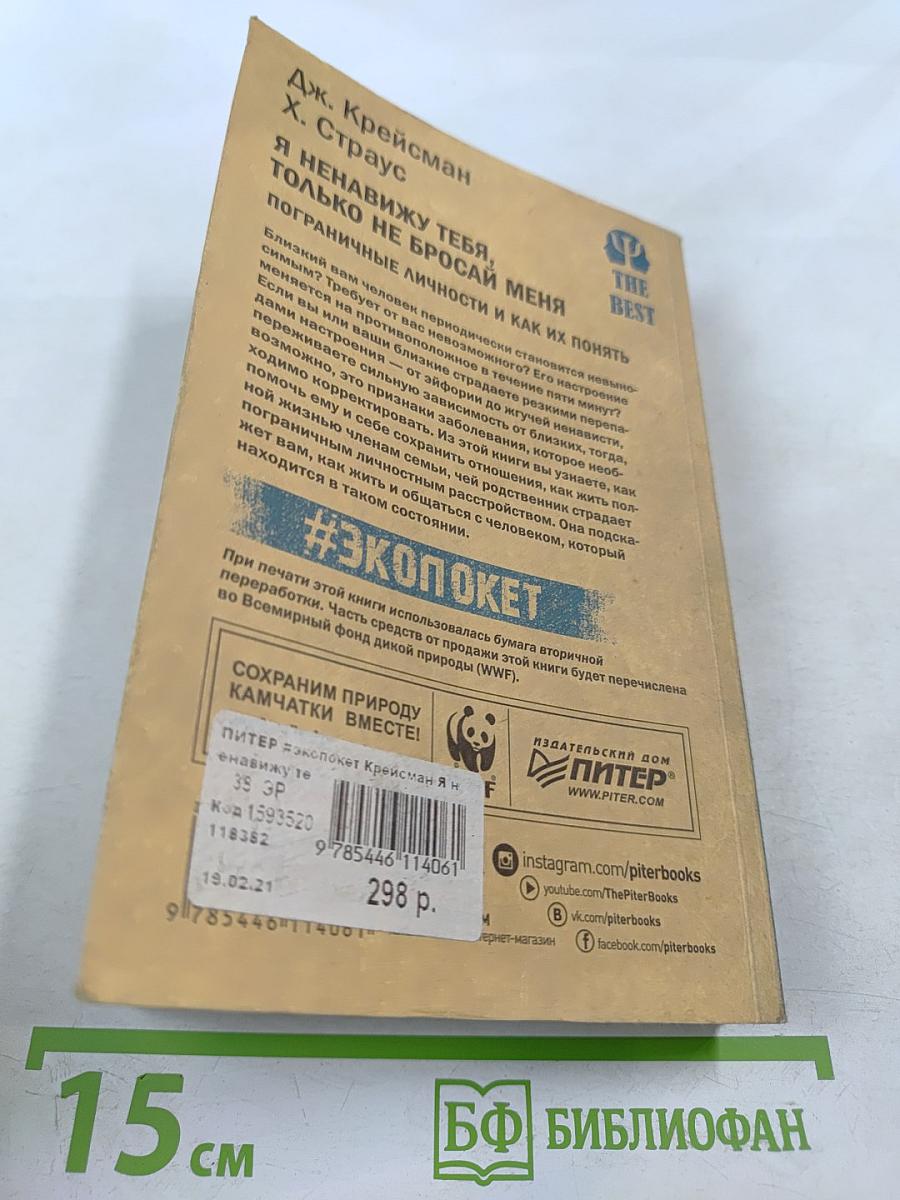 Дж. Крейсман
Х. Страус
Я НЕНАВИЖУ ТЕБЯ,
ТОЛЬКО НЕ БРОСАЙ МЕНЯ
ПОГРАНИЧНЫЕ ЛИЧНОСТИ И КАК ИХ ПОНЯТЬ
THE
BEST
Близкий вам человек периодически становится невыно-
симым? Требует от вас невозможного? Его настроение
меняется на противоположное в течение пяти минут?
Если вы или ваши близкие страдаете резкими перепа-
дами настроения — от эйфории до жгучей ненависти,
переживаете сильную зависимость от близких, тогда,
возможно, это признаки заболевания, которое необ-
ходимо корректировать. Из этой книги вы узнаете, как
помочь ему и себе сохранить отношения, как жить пол-
ной жизнью членам семьи, чей родственник страдает
пограничным личностным расстройством. Она подска-
жет вам, как жить и общаться с человеком, который
находится в таком состоянии.
#ЭКОПОКЕТ
При печати этой книги использовалась бумага вторичной
переработки. Часть средств от продажи этой книги будет перечислена
во Всемирный фонд дикой природы (WWF).
СОХРАНИМ ПРИРОДУ
КАМЧАТКИ ВМЕСТЕ!
ИЗДАТЕЛЬСКИЙ ДОМ
ПИТЕР®
WWW.PITER.COM
ПИТЕР #экопокет Крейсман Я н
енавижу те
39 ЭР
Код 1593520
118382
9 785446 114061
19.02.21
298 р.
9 785446 114061
instagram.com/piterbooks
youtube.com/ThePiterBooks
vk.com/piterbooks
facebook.com/piterbooks
15 см
БФ БИБЛИОФАН